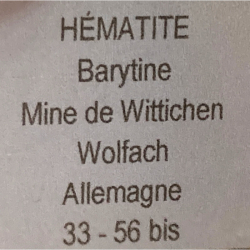 HÉMATITE
Barytine
Mine de Wittichen
Wolfach
Allemagne
33 - 56 bis